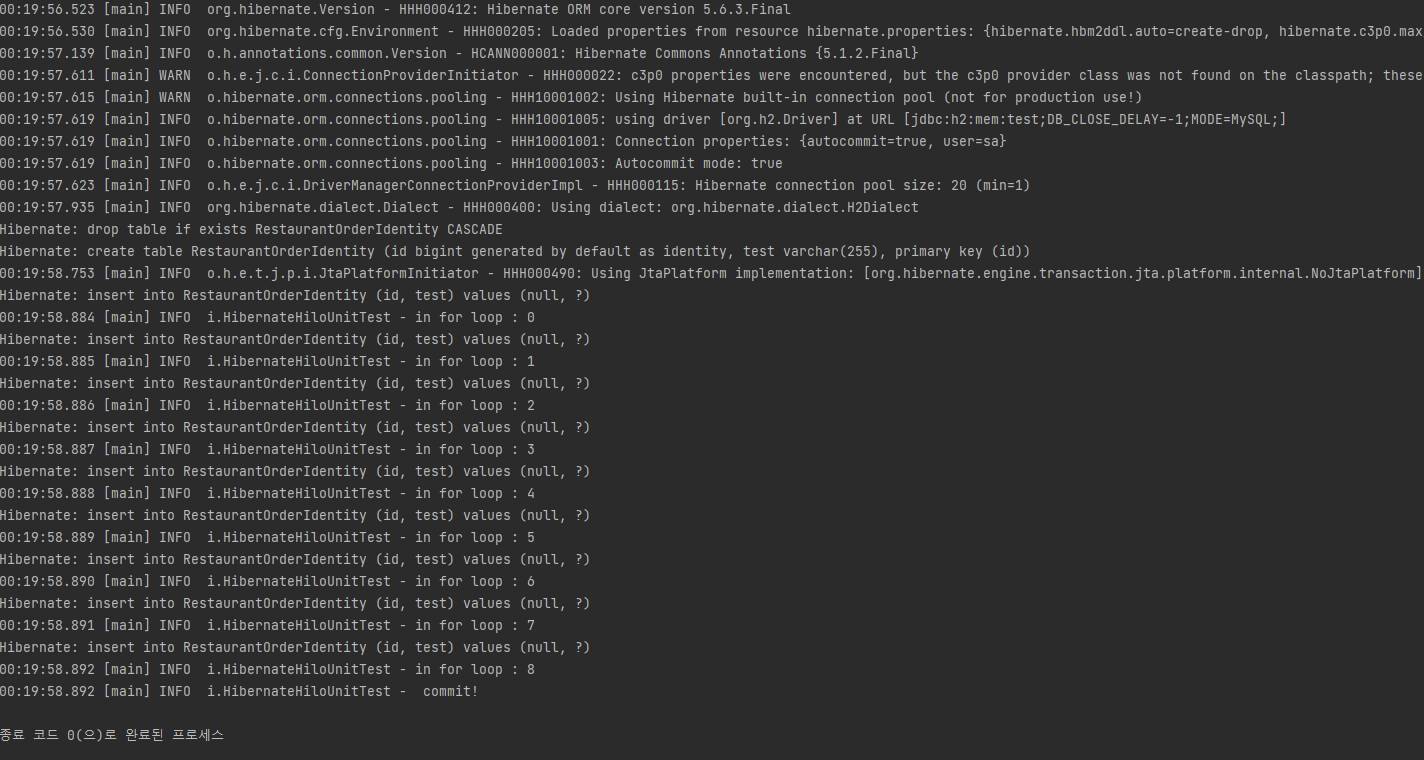 00:19:56.523 [main] INFO  org.hibernate.Version - HHH000412: Hibernate ORM core version 5.6.3.Final
00:19:56.530 [main] INFO  org.hibernate.cfg.Environment - HHH000205: Loaded properties from resource hibernate.properties: {hibernate.hbm2ddl.auto=create-drop, hibernate.c3p0.max
00:19:57.139 [main] INFO  o.h.annotations.common.Version - HCANN000001: Hibernate Commons Annotations {5.1.2.Final}
00:19:57.611 [main] WARN  o.h.e.j.c.i.ConnectionProviderInitiator - HHH000022: c3p0 properties were encountered, but the c3p0 provider class was not found on the classpath; these
00:19:57.615 [main] WARN  o.hibernate.orm.connections.pooling - HHH10001002: Using Hibernate built-in connection pool (not for production use!)
00:19:57.619 [main] INFO  o.hibernate.orm.connections.pooling - HHH10001005: using driver [org.h2.Driver] at URL [jdbc:h2:mem:test;DB_CLOSE_DELAY=-1;MODE=MySQL;]
00:19:57.619 [main] INFO  o.hibernate.orm.connections.pooling - HHH10001001: Connection properties: {autocommit=true, user=sa}
00:19:57.619 [main] INFO  o.hibernate.orm.connections.pooling - HHH10001003: Autocommit mode: true
00:19:57.623 [main] INFO  o.h.e.j.c.i.DriverManagerConnectionProviderImpl - HHH000115: Hibernate connection pool size: 20 (min=1)
00:19:57.935 [main] INFO  org.hibernate.dialect.Dialect - HHH000400: Using dialect: org.hibernate.dialect.H2Dialect
Hibernate: drop table if exists RestaurantOrderIdentity CASCADE
Hibernate: create table RestaurantOrderIdentity (id bigint generated by default as identity, test varchar(255), primary key (id))
00:19:58.753 [main] INFO  o.h.e.t.j.p.i.JtaPlatformInitiator - HHH000490: Using JtaPlatform implementation: [org.hibernate.engine.transaction.jta.platform.internal.NoJtaPlatform]
Hibernate: insert into RestaurantOrderIdentity (id, test) values (null, ?)
00:19:58.884 [main] INFO  i.HibernateHiloUnitTest - in for loop : 0
Hibernate: insert into RestaurantOrderIdentity (id, test) values (null, ?)
00:19:58.885 [main] INFO  i.HibernateHiloUnitTest - in for loop : 1
Hibernate: insert into RestaurantOrderIdentity (id, test) values (null, ?)
00:19:58.886 [main] INFO  i.HibernateHiloUnitTest - in for loop : 2
Hibernate: insert into RestaurantOrderIdentity (id, test) values (null, ?)
00:19:58.887 [main] INFO  i.HibernateHiloUnitTest - in for loop : 3
Hibernate: insert into RestaurantOrderIdentity (id, test) values (null, ?)
00:19:58.888 [main] INFO  i.HibernateHiloUnitTest - in for loop : 4
Hibernate: insert into RestaurantOrderIdentity (id, test) values (null, ?)
00:19:58.889 [main] INFO  i.HibernateHiloUnitTest - in for loop : 5
Hibernate: insert into RestaurantOrderIdentity (id, test) values (null, ?)
00:19:58.890 [main] INFO  i.HibernateHiloUnitTest - in for loop : 6
Hibernate: insert into RestaurantOrderIdentity (id, test) values (null, ?)
00:19:58.891 [main] INFO  i.HibernateHiloUnitTest - in for loop : 7
Hibernate: insert into RestaurantOrderIdentity (id, test) values (null, ?)
00:19:58.892 [main] INFO  i.HibernateHiloUnitTest - in for loop : 8
00:19:58.892 [main] INFO  i.HibernateHiloUnitTest -  commit!
종료 코드 0(으)로 완료된 프로세스